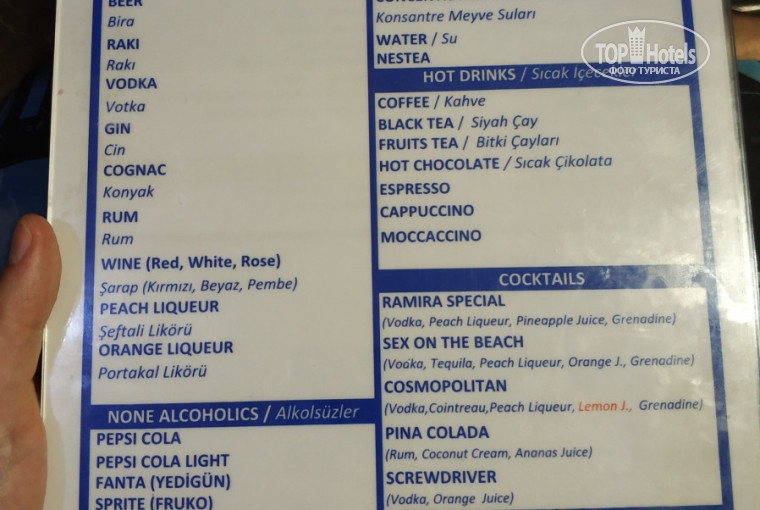 BEER
Bira
RAKI
Rakı
VODKA
Votka
GIN
Cin
COGNAC
Konyak
RUM
Rum
WINE (Red, White, Rose)
Şarap (Kırmızı, Beyaz, Pembe)
PEACH LIQUEUR
Şeftali Likörü
ORANGE LIQUEUR
Portakal Likörü
NONE ALCOHOLICS / Alkolsüzler
PEPSI COLA
PEPSI COLA LIGHT
FANTA (YEDİGÜN)
SPRITE (FRUKO)
Konsantre Meyve Suları
WATER / Su
NESTEA
HOT DRINKS / Sıcak İçecekler
COFFEE / Kahve
BLACK TEA / Siyah Çay
FRUITS TEA / Bitki Çayları
HOT CHOCOLATE / Sıcak Çikolata
ESPRESSO
CAPPUCCINO
MOCCACCINO
COCKTAILS
RAMIRA SPECIAL
(Vodka, Peach Liqueur, Pineapple Juice, Grenadine)
SEX ON THE BEACH
(Vodka, Tequila, Peach Liqueur, Orange J., Grenadine)
COSMOPOLITAN
(Vodka,Cointreau,Peach Liqueur, Lemon J., Grenadine)
PINA COLADA
(Rum, Coconut Cream, Ananas Juice)
SCREWDRIVER
(Vodka, Orange Juice)
TOP Hotels
ФОТО ТУРИСТА